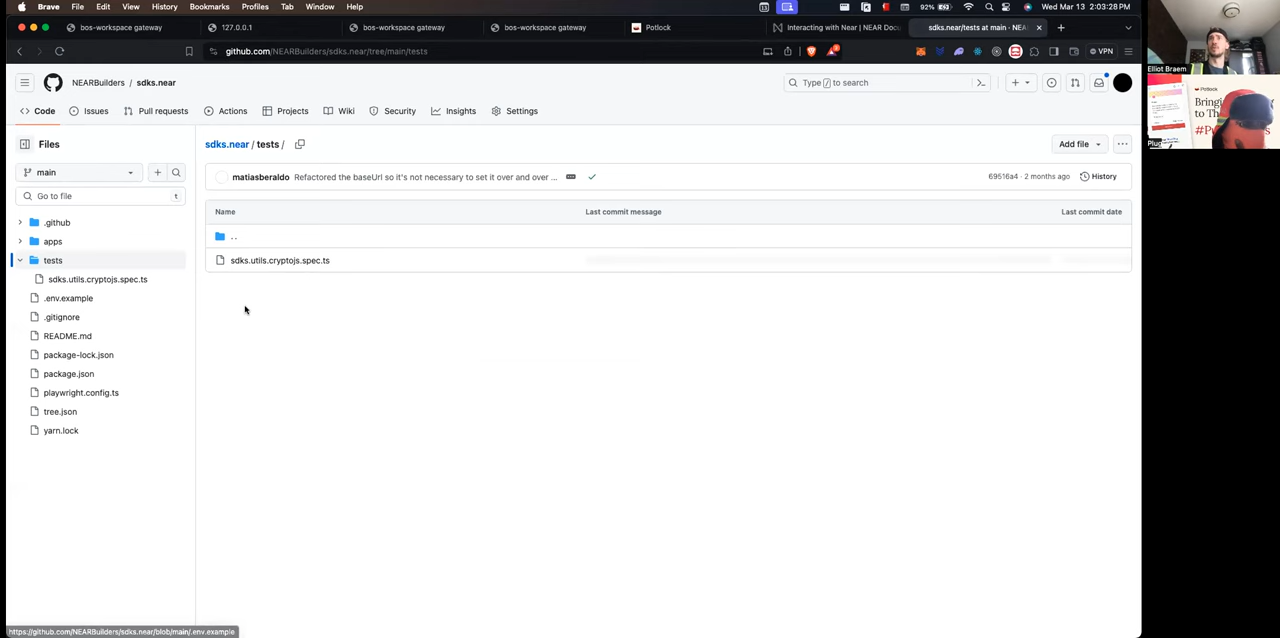 Brave File Edit View History Bookmarks Profiles Tab Window Help
92% Wed Mar 13 2:03:28 PM
bos-workspace gateway
127.0.0.1
bos-workspace gateway
bos-workspace gateway
Potlock
Interacting with Near | NEAR Doc
sdks.near/tests at main · NEA
github.com/NEARBuilders/sdks.near/tree/main/tests
VPN
NEARBuilders / sdks.near
Type / to search
Code
Issues
Pull requests
Actions
Projects
Wiki
Security
Insights
Settings
Files
main
Go to file
t
.github
apps
tests
sdks.utils.cryptojs.spec.ts
.env.example
.gitignore
README.md
package-lock.json
package.json
playwright.config.ts
tree.json
yarn.lock
sdks.near / tests /
Add file
matiasberaldo Refactored the baseUrl so it's not necessary to set it over and over ...
69516a4 · 2 months ago
History
Name
Last commit message
Last commit date
..
sdks.utils.cryptojs.spec.ts
https://github.com/NEARBuilders/sdks.near/blob/main/.env.example
Elliot Braem
Potlock
Plug